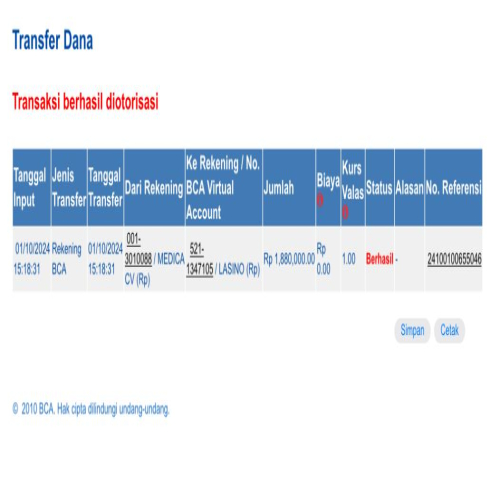 Transfer Dana
Transaksi berhasil diotorisasi
Tanggal Input Jenis Transfer Tanggal Transfer Dari Rekening Ke Rekening / No. BCA Virtual Account Jumlah Biaya Kurs Valas Status Alasan No. Referensi
01/10/2024 15:18:31 Rekening BCA 01/10/2024 15:18:31 001-3010088 / MEDICA CV (Rp) 521-1347105 / LASINO (Rp) Rp 1,880,000.00 Rp 0.00 1.00 Berhasil - 24100100655046
Simpan Cetak
© 2010 BCA. Hak cipta dilindungi undang-undang.